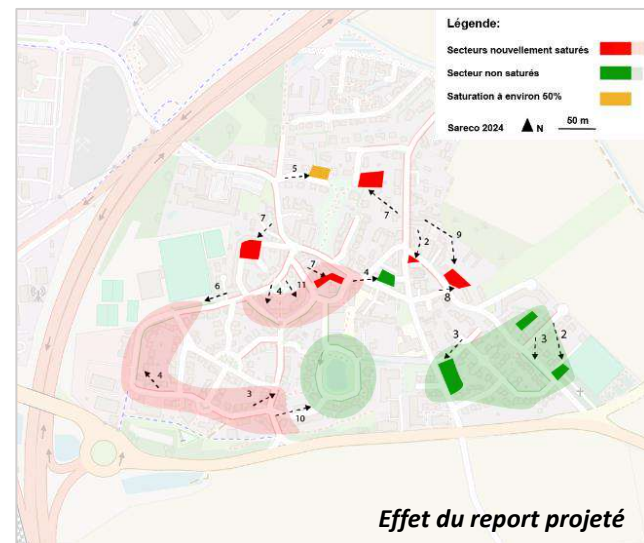 Légende:
Secteurs nouvellement saturés
Secteur non saturés
Saturation à environ 50%
Sareco 2024 N 50 m
5
7
9
7
2
7
4
6
4 11
8
3
3 2
4
3
10
Effet du report projeté